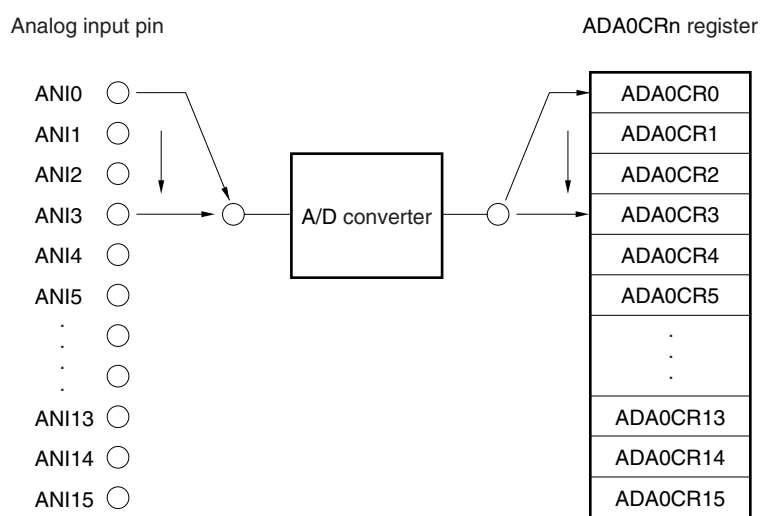 Analog input pin
ADA0CRn register
ANI0
ANI1
ANI2
ANI3
ANI4
ANI5
.
.
.
.
ANI13
ANI14
ANI15
A/D converter
ADA0CR0
ADA0CR1
ADA0CR2
ADA0CR3
ADA0CR4
ADA0CR5
.
.
.
ADA0CR13
ADA0CR14
ADA0CR15